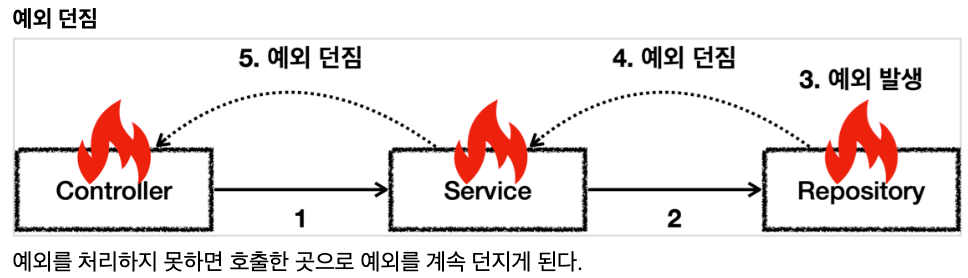 예외 던짐
5. 예외 던짐
4. 예외 던짐
3. 예외 발생
Controller
Service
Repository
1
2
예외를 처리하지 못하면 호출한 곳으로 예외를 계속 던지게 된다.